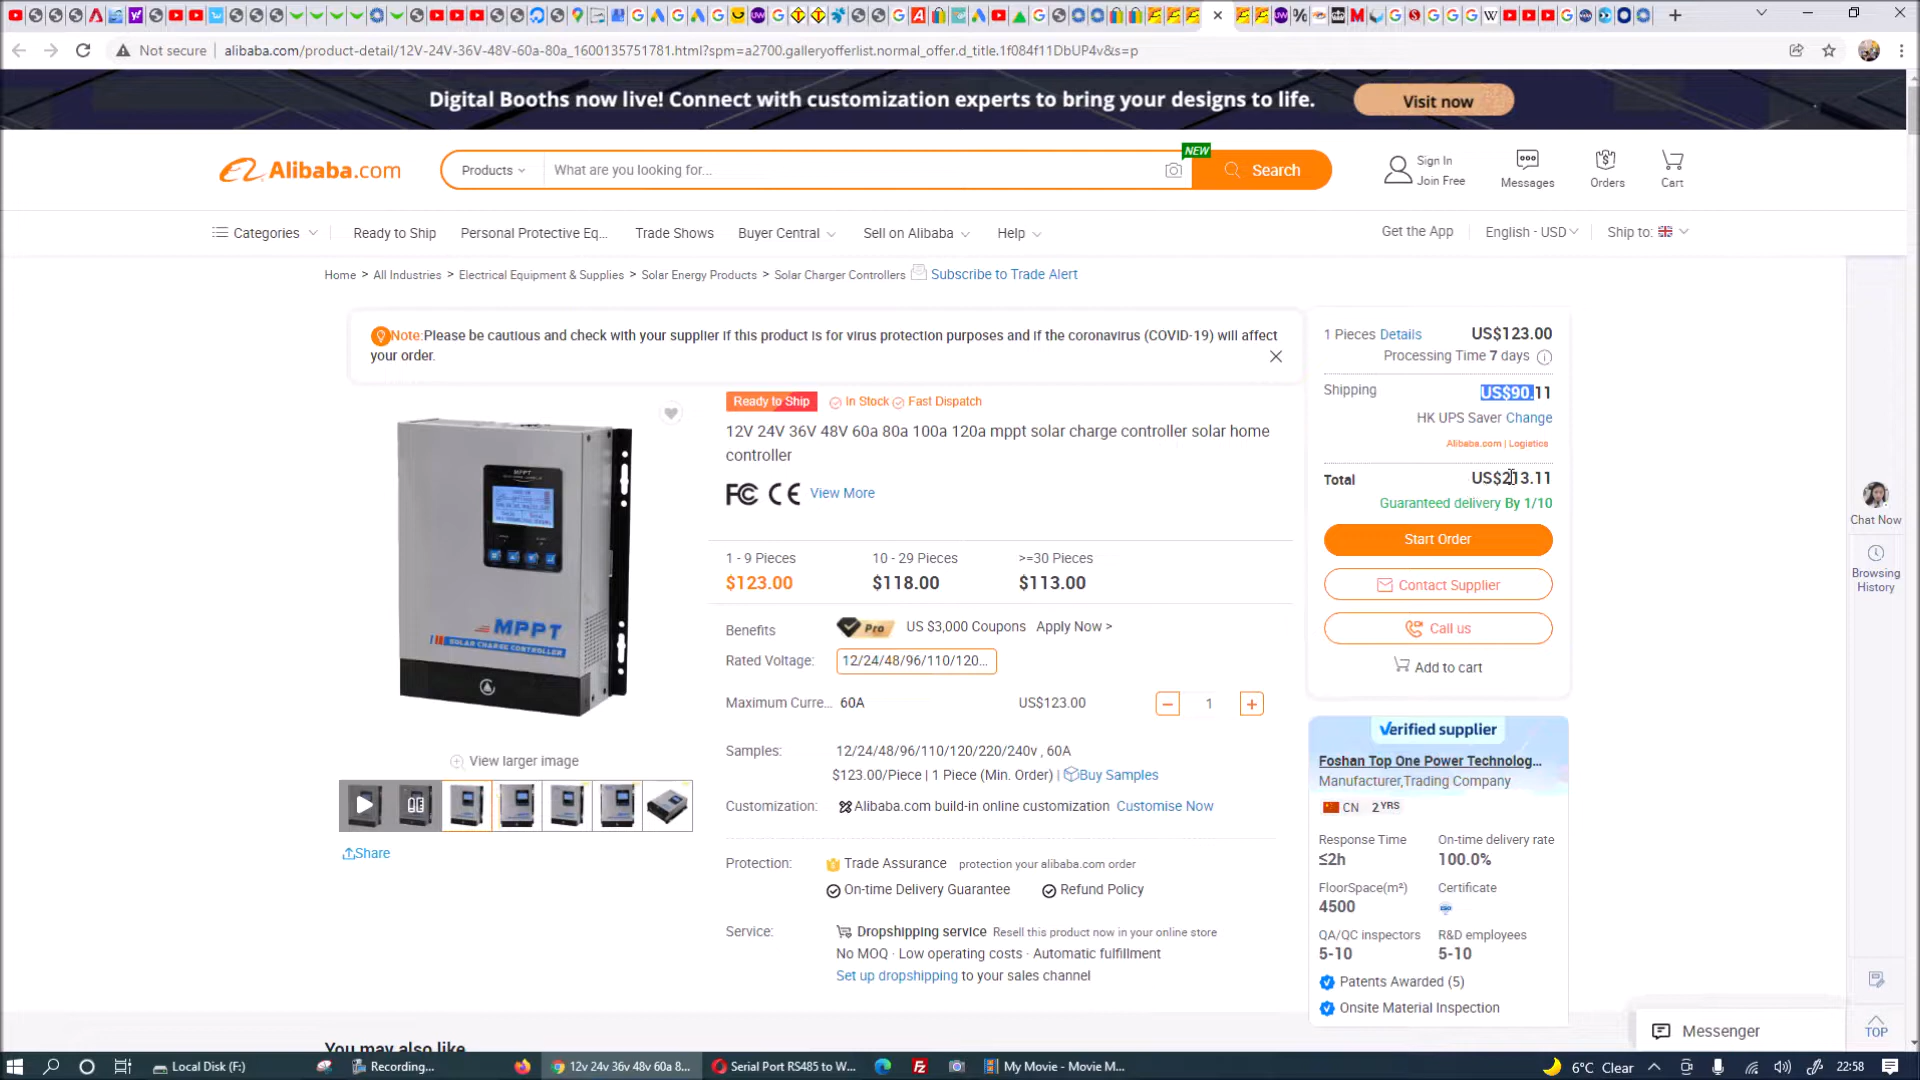 Not secure
alibaba.com/product-detail/12V-24V-36V-48V-60a-80a_1600135751781.html?spm=a2700.galleryofferlist.normal_offer.d_title.1f084f11DbUP4v&s=p
Digital Booths now live! Connect with customization experts to bring your designs to life.
Visit now
Alibaba.com
Products
What are you looking for...
NEW
Search
Sign In
Join Free
Messages
Orders
Cart
Categories
Ready to Ship
Personal Protective Eq...
Trade Shows
Buyer Central
Sell on Alibaba
Help
Get the App
English - USD
Ship to:
Home > All Industries > Electrical Equipment & Supplies > Solar Energy Products > Solar Charger Controllers
Subscribe to Trade Alert
Note:Please be cautious and check with your supplier if this product is for virus protection purposes and if the coronavirus (COVID-19) will affect
your order.
Ready to Ship
In Stock
Fast Dispatch
12V 24V 36V 48V 60a 80a 100a 120a mppt solar charge controller solar home
controller
FC CE
View More
1 - 9 Pieces
10 - 29 Pieces
>=30 Pieces
$123.00
$118.00
$113.00
Benefits
Pro
US $3,000 Coupons
Apply Now >
Rated Voltage:
12/24/48/96/110/120...
Maximum Curre...
60A
US$123.00
1
Samples:
12/24/48/96/110/120/220/240v , 60A
$123.00/Piece | 1 Piece (Min. Order) | Buy Samples
Customization:
Alibaba.com build-in online customization
Customise Now
Protection:
Trade Assurance
protection your alibaba.com order
On-time Delivery Guarantee
Refund Policy
Service:
Dropshipping service
Resell this product now in your online store
No MOQ · Low operating costs · Automatic fulfillment
Set up dropshipping to your sales channel
MPPT
MPPT
SOLAR CHARGE CONTROLLER
View larger image
Share
You may also like
1 Pieces Details
US$123.00
Processing Time 7 days
Shipping
US$90.11
HK UPS Saver Change
Alibaba.com | Logistics
Total
US$213.11
Guaranteed delivery By 1/10
Start Order
Contact Supplier
Call us
Add to cart
Verified supplier
Foshan Top One Power Technolog...
Manufacturer,Trading Company
CN
2 YRS
Response Time
On-time delivery rate
≤2h
100.0%
FloorSpace(m²)
Certificate
4500
QA/QC inspectors
R&D employees
5-10
5-10
Patents Awarded (5)
Onsite Material Inspection
Chat Now
Browsing
History
TOP
Messenger
Local Disk (F:)
Recording...
12v 24v 36v 48v 60a 8...
Serial Port RS485 to W...
My Movie - Movie M...
6°C Clear
22:58